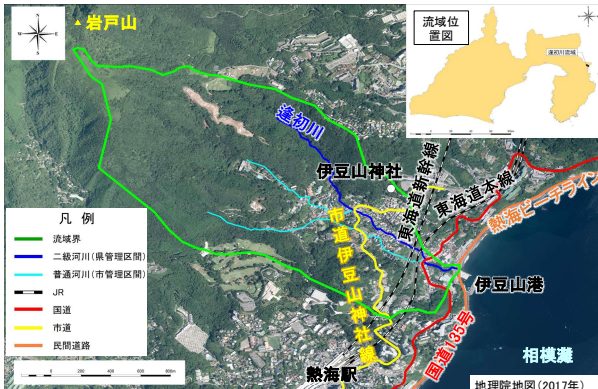 岩戸山
流域位
置図
逢初川流域
逢初川
伊豆山神社
東海道新幹線
東海道本線
熱海ビーチライン
市道伊豆山神社線
伊豆山港
国道135号
熱海駅
相模灘
凡 例
流域界
二級河川(県管理区間)
普通河川(市管理区間)
JR
国道
市道
民間道路
地理院地図(2017年)